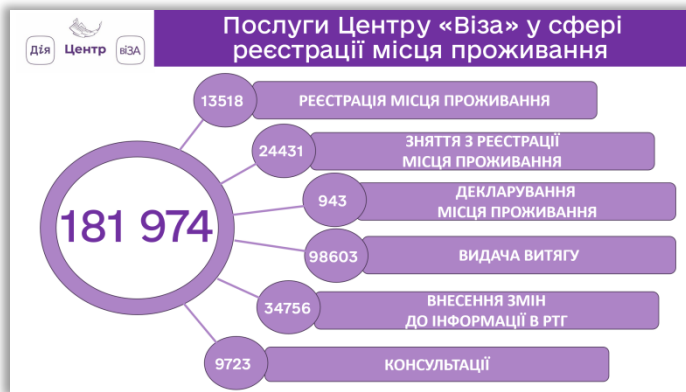 Дія
Центр
віЗА
Послуги Центру «Віза» у сфері
реєстрації місця проживання
181 974
13518
РЕЄСТРАЦІЯ МІСЦЯ ПРОЖИВАННЯ
24431
ЗНЯТТЯ З РЕЄСТРАЦІЇ
МІСЦЯ ПРОЖИВАННЯ
943
ДЕКЛАРУВАННЯ
МІСЦЯ ПРОЖИВАННЯ
98603
ВИДАЧА ВИТЯГУ
34756
ВНЕСЕННЯ ЗМІН
ДО ІНФОРМАЦІЇ В РТГ
9723
КОНСУЛЬТАЦІЇ